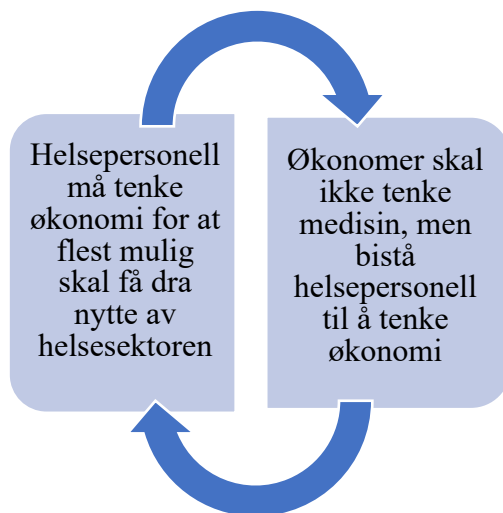 Helsepersonell
må tenke
økonomi for at
flest mulig
skal få dra
nytte av
helsesektoren
Økonomer skal
ikke tenke
medisin, men
bistå
helsepersonell
til å tenke
økonomi